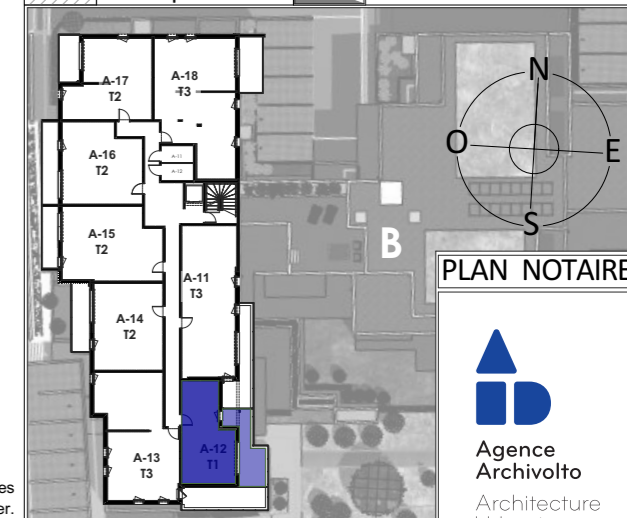 A-17
T2
A-18
T3
A-16
T2
A-11
A-12
A-15
T2
A-11
T3
A-14
T2
A-13
T3
A-12
T1
N
O
E
S
B
PLAN NOTAIRE
Agence
Archivolto
Architecture
es
er.